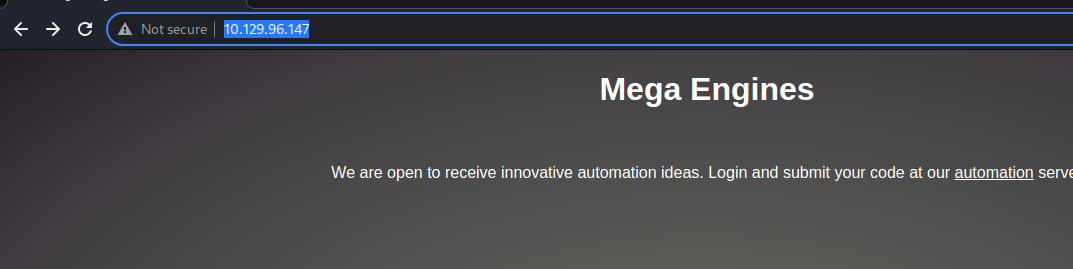 Not secure 10.129.96.147
Mega Engines
We are open to receive innovative automation ideas. Login and submit your code at our automation serve